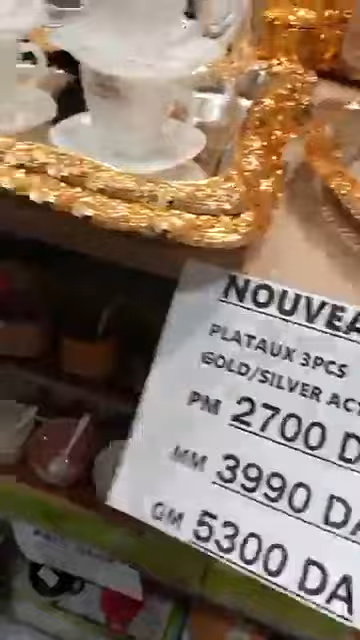 NOUVEA
PLATAUX 3PCS
GOLD/SILVER AC
PM 2700 D
MM 3990 DA
GM 5300 DA